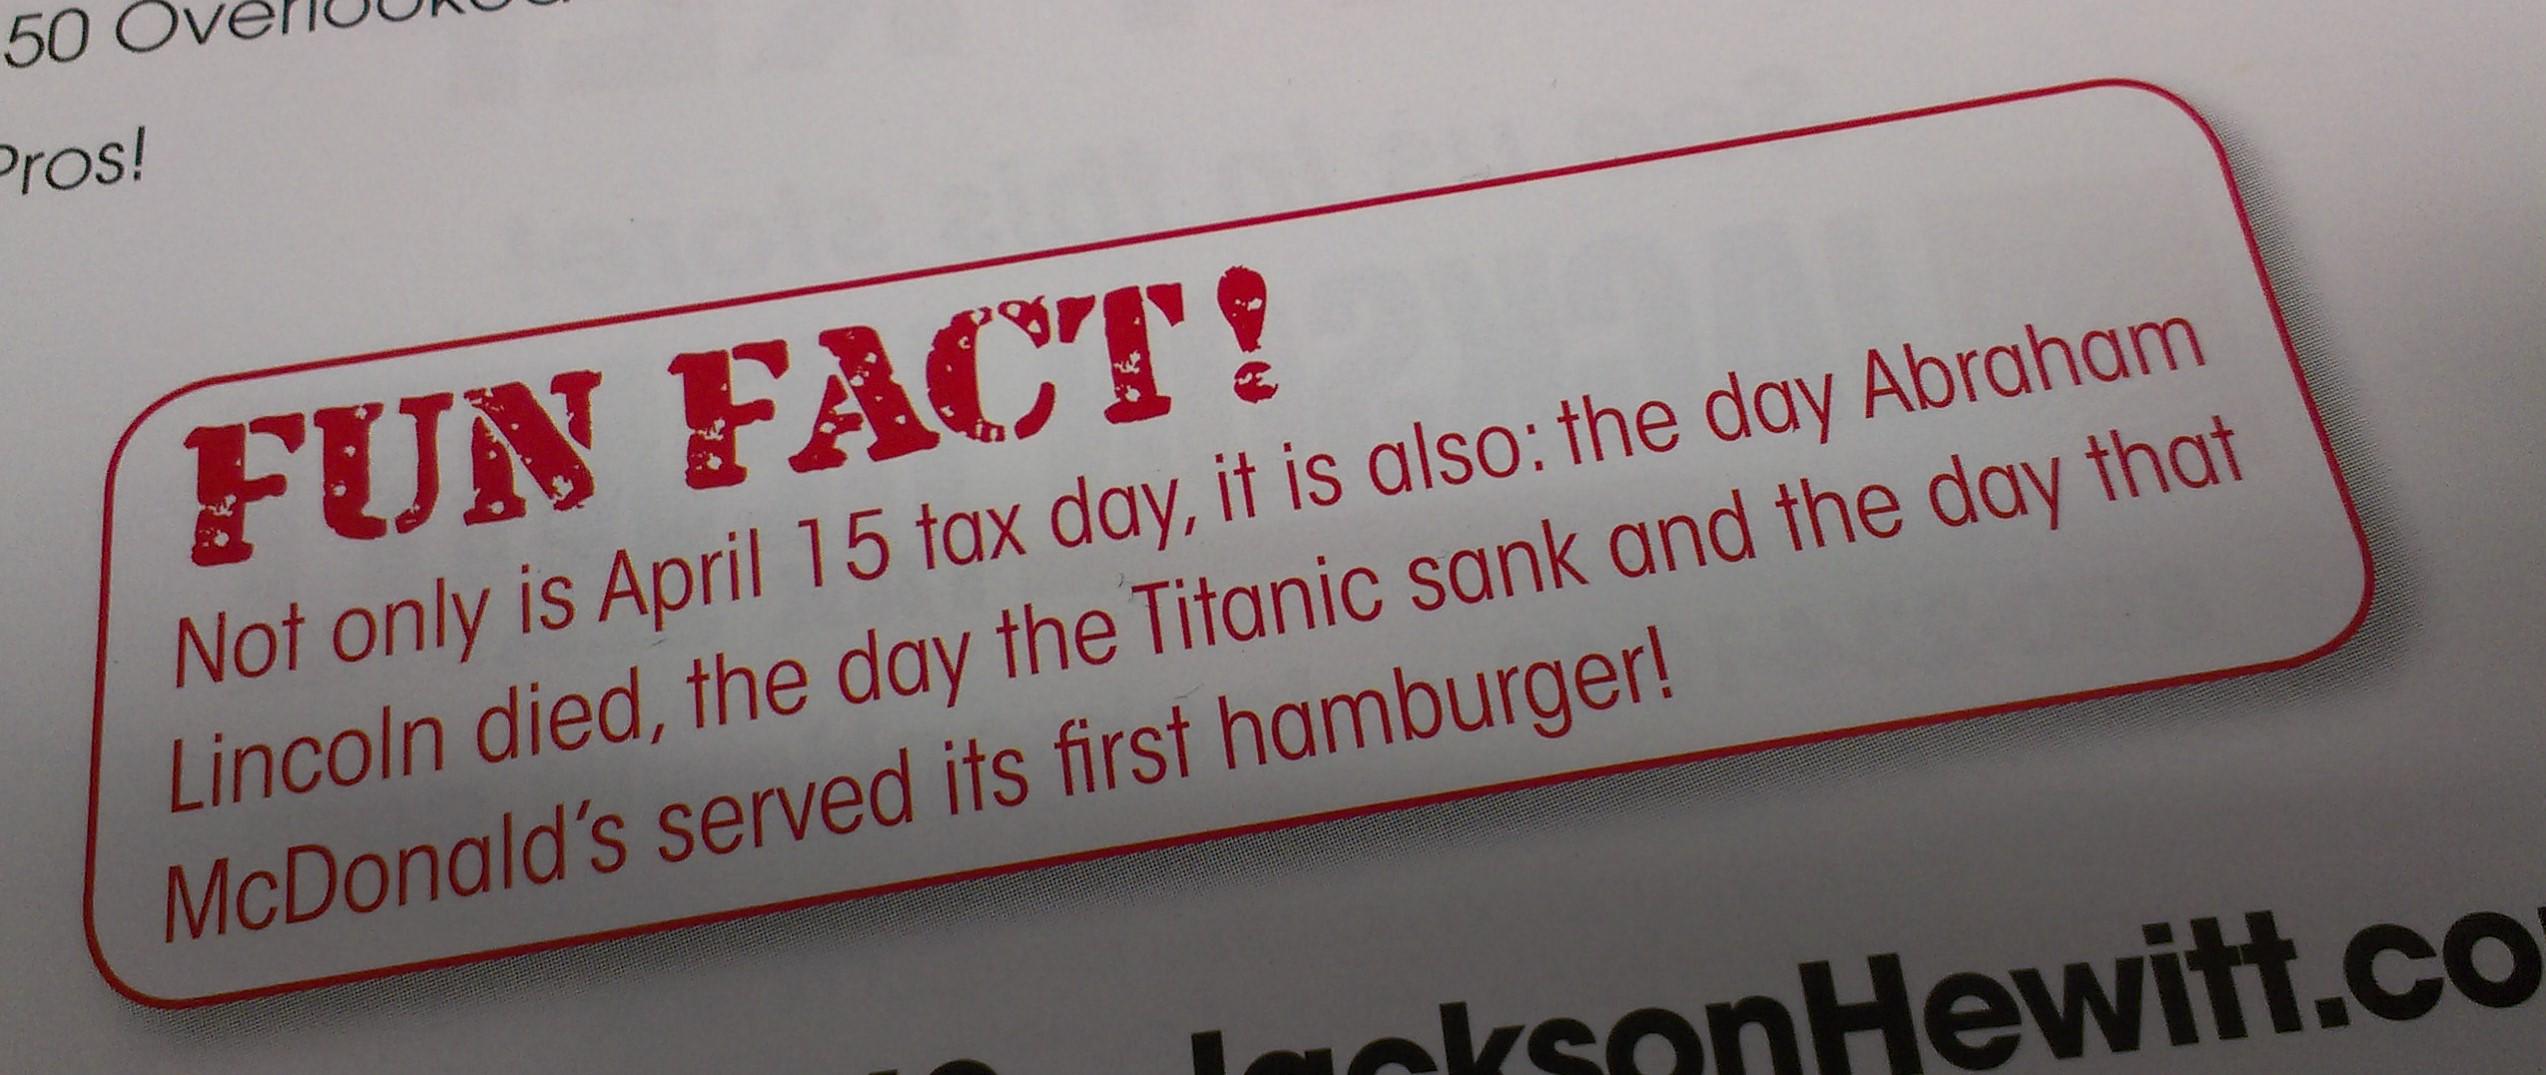 50
Pros!
FUN FACT!
Not only is April 15 tax day, it is also: the day Abraham
Lincoln died, the day the Titanic sank and the day that
McDonald's served its first hamburger!
JacksonHewitt.co